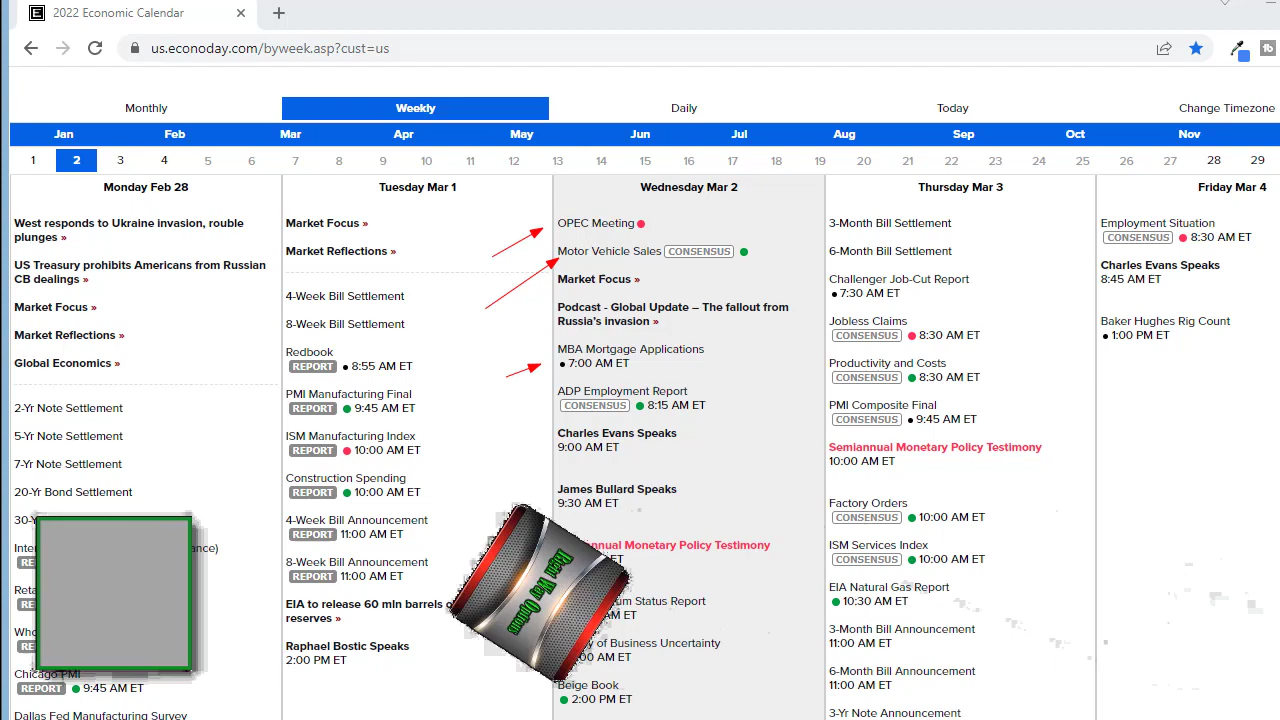 2022 Economic Calendar
us.econoday.com/byweek.asp?cust=us
Monthly
Weekly
Daily
Today
Change Timezone
Jan Feb Mar Apr May Jun Jul Aug Sep Oct Nov
1 2 3 4 5 6 7 8 9 10 11 12 13 14 15 16 17 18 19 20 21 22 23 24 25 26 27 28 29
Monday Feb 28
West responds to Ukraine invasion, rouble
plunges »
US Treasury prohibits Americans from Russian
CB dealings »
Market Focus »
Market Reflections »
Global Economics »
2-Yr Note Settlement
5-Yr Note Settlement
7-Yr Note Settlement
20-Yr Bond Settlement
Chicago PMI
REPORT 9:45 AM ET
Dallas Fed Manufacturing Survey
Tuesday Mar 1
Market Focus »
Market Reflections »
4-Week Bill Settlement
8-Week Bill Settlement
Redbook
REPORT 8:55 AM ET
PMI Manufacturing Final
REPORT 9:45 AM ET
ISM Manufacturing Index
REPORT 10:00 AM ET
Construction Spending
REPORT 10:00 AM ET
4-Week Bill Announcement
REPORT 11:00 AM ET
8-Week Bill Announcement
REPORT 11:00 AM ET
EIA to release 60 mln barrels
reserves »
Raphael Bostic Speaks
2:00 PM ET
Wednesday Mar 2
OPEC Meeting
Motor Vehicle Sales CONSENSUS
Market Focus »
Podcast - Global Update – The fallout from
Russia's invasion »
MBA Mortgage Applications
7:00 AM ET
ADP Employment Report
CONSENSUS 8:15 AM ET
Charles Evans Speaks
9:00 AM ET
James Bullard Speaks
9:30 AM ET
Monetary Policy Testimony
ET
Status Report
ET
of Business Uncertainty
AM ET
Beige Book
2:00 PM ET
Right Way Options
Thursday Mar 3
3-Month Bill Settlement
6-Month Bill Settlement
Challenger Job-Cut Report
7:30 AM ET
Jobless Claims
CONSENSUS 8:30 AM ET
Productivity and Costs
CONSENSUS 8:30 AM ET
PMI Composite Final
CONSENSUS 9:45 AM ET
Semiannual Monetary Policy Testimony
10:00 AM ET
Factory Orders
CONSENSUS 10:00 AM ET
ISM Services Index
CONSENSUS 10:00 AM ET
EIA Natural Gas Report
10:30 AM ET
3-Month Bill Announcement
11:00 AM ET
6-Month Bill Announcement
11:00 AM ET
3-Yr Note Announcement
Friday Mar 4
Employment Situation
CONSENSUS 8:30 AM ET
Charles Evans Speaks
8:45 AM ET
Baker Hughes Rig Count
1:00 PM ET